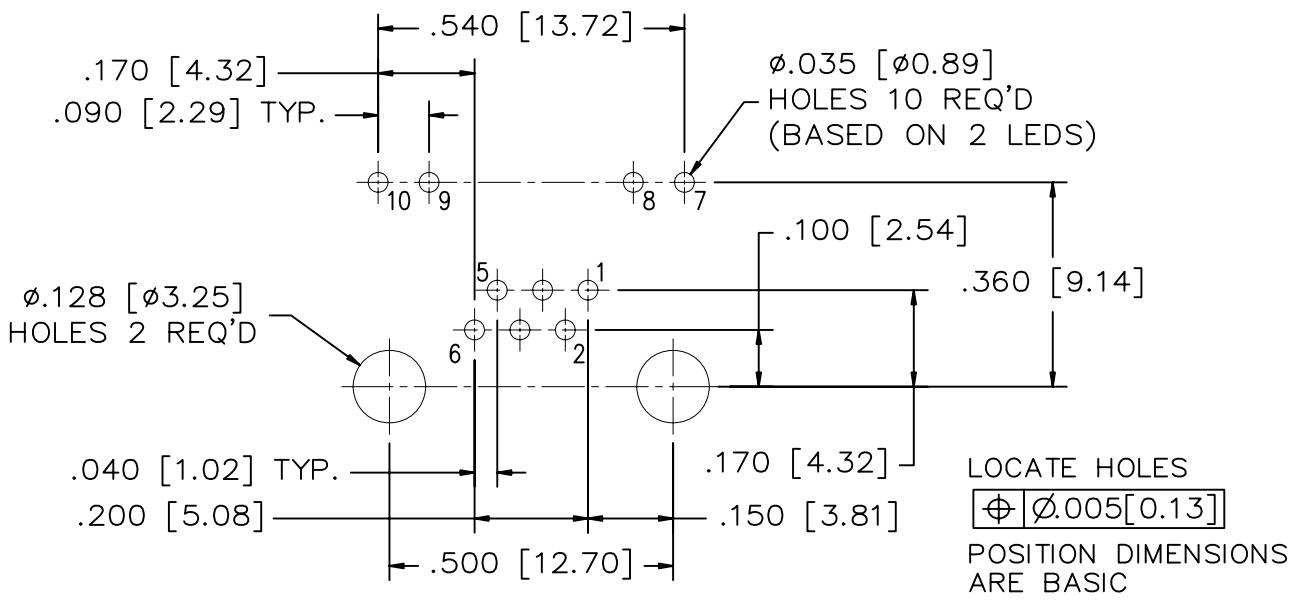 .540 [13.72]
.170 [4.32]
ø.035 [ø0.89]
.090 [2.29] TYP.
HOLES 10 REQ'D
(BASED ON 2 LEDS)
10
9
8
7
.100 [2.54]
5
1
.360 [9.14]
ø.128 [ø3.25]
HOLES 2 REQ'D
6
2
.040 [1.02] TYP.
.170 [4.32]
LOCATE HOLES
.200 [5.08]
.150 [3.81]
⌖ Ø.005[0.13]
.500 [12.70]
POSITION DIMENSIONS
ARE BASIC